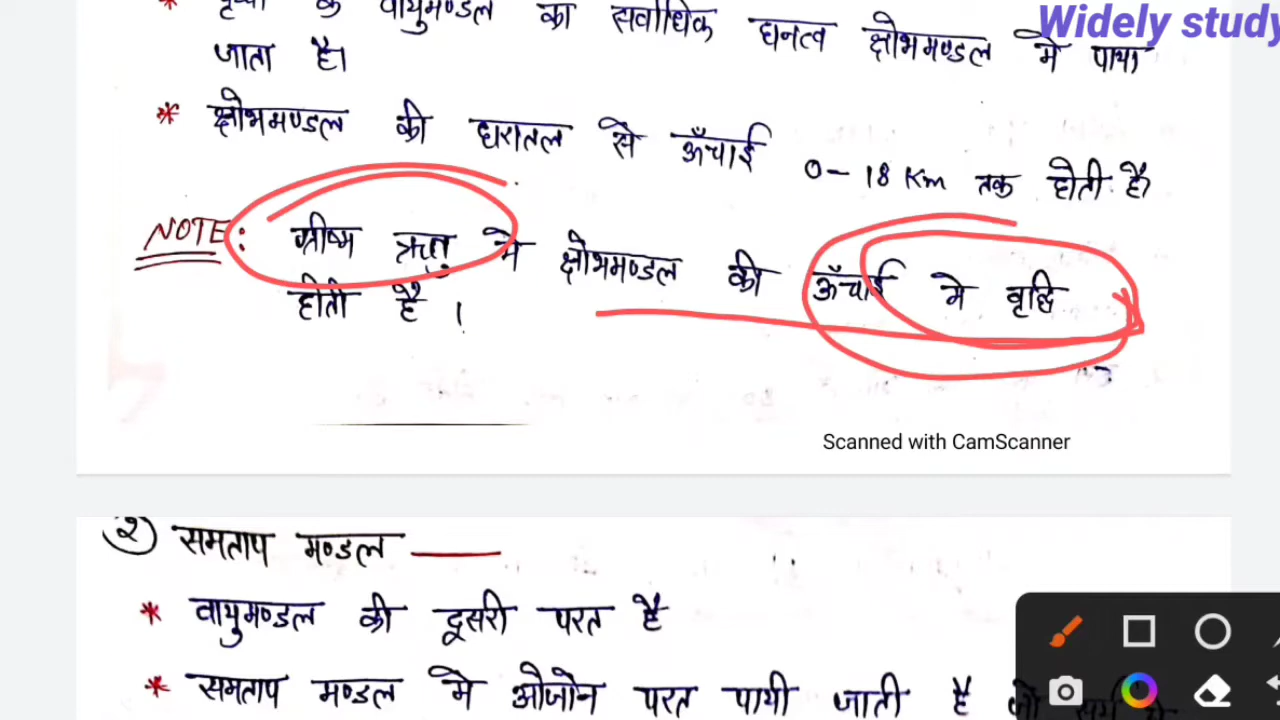 Widely study
* पृथ्वी के वायुमण्डल का सर्वाधिक घनत्व क्षोभमण्डल मे पाया
जाता है।
* क्षोभमण्डल की धरातल से ऊँचाई 0-18 Km तक होती है।
NOTE: ग्रीष्म ऋतु मे क्षोभमण्डल की ऊँचाई मे वृद्धि
होती है ।
Scanned with CamScanner
२) समताप मण्डल
* वायुमण्डल की दूसरी परत है
* समताप मण्डल मे ओजोन परत पायी जाती है जो